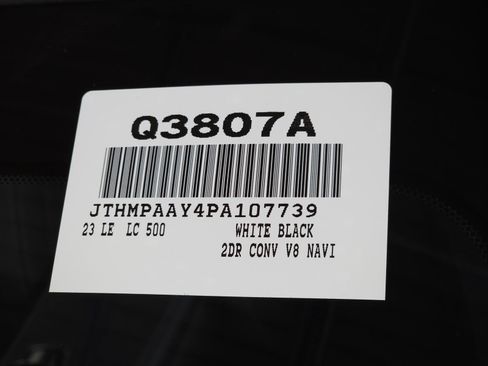 Q3807A
JTHMPAAY4PA107739
23 LE LC 500 WHITE BLACK
2DR CONV V8 NAVI